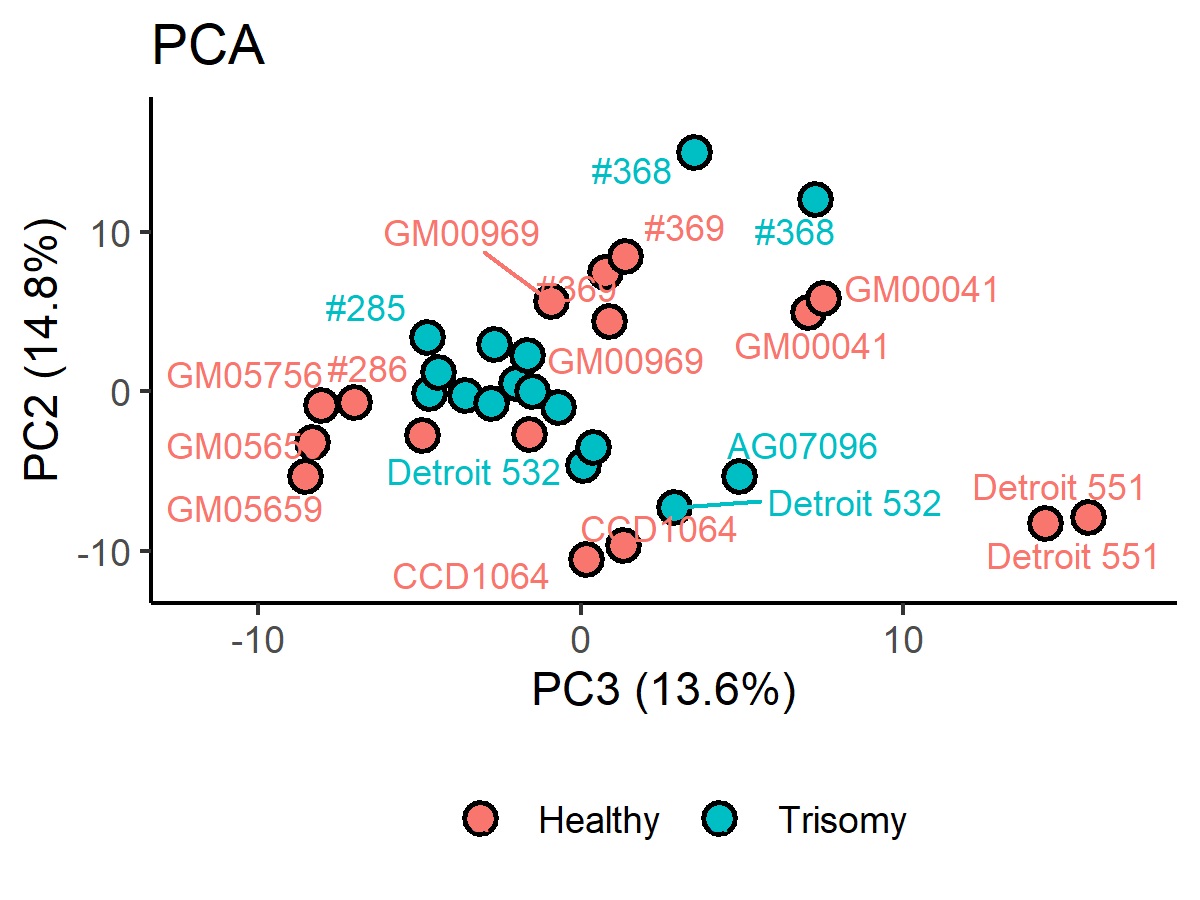 PCA
#368
#368
GM00969
#369
#369
GM00041
#285
GM00041
GM00969
GM05756
#286
GM0565
AG07096
Detroit 532
Detroit 532
Detroit 551
GM05659
CCD1064
Detroit 551
CCD1064
10
0
-10
PC2 (14.8%)
-10
0
10
PC3 (13.6%)
Healthy
Trisomy